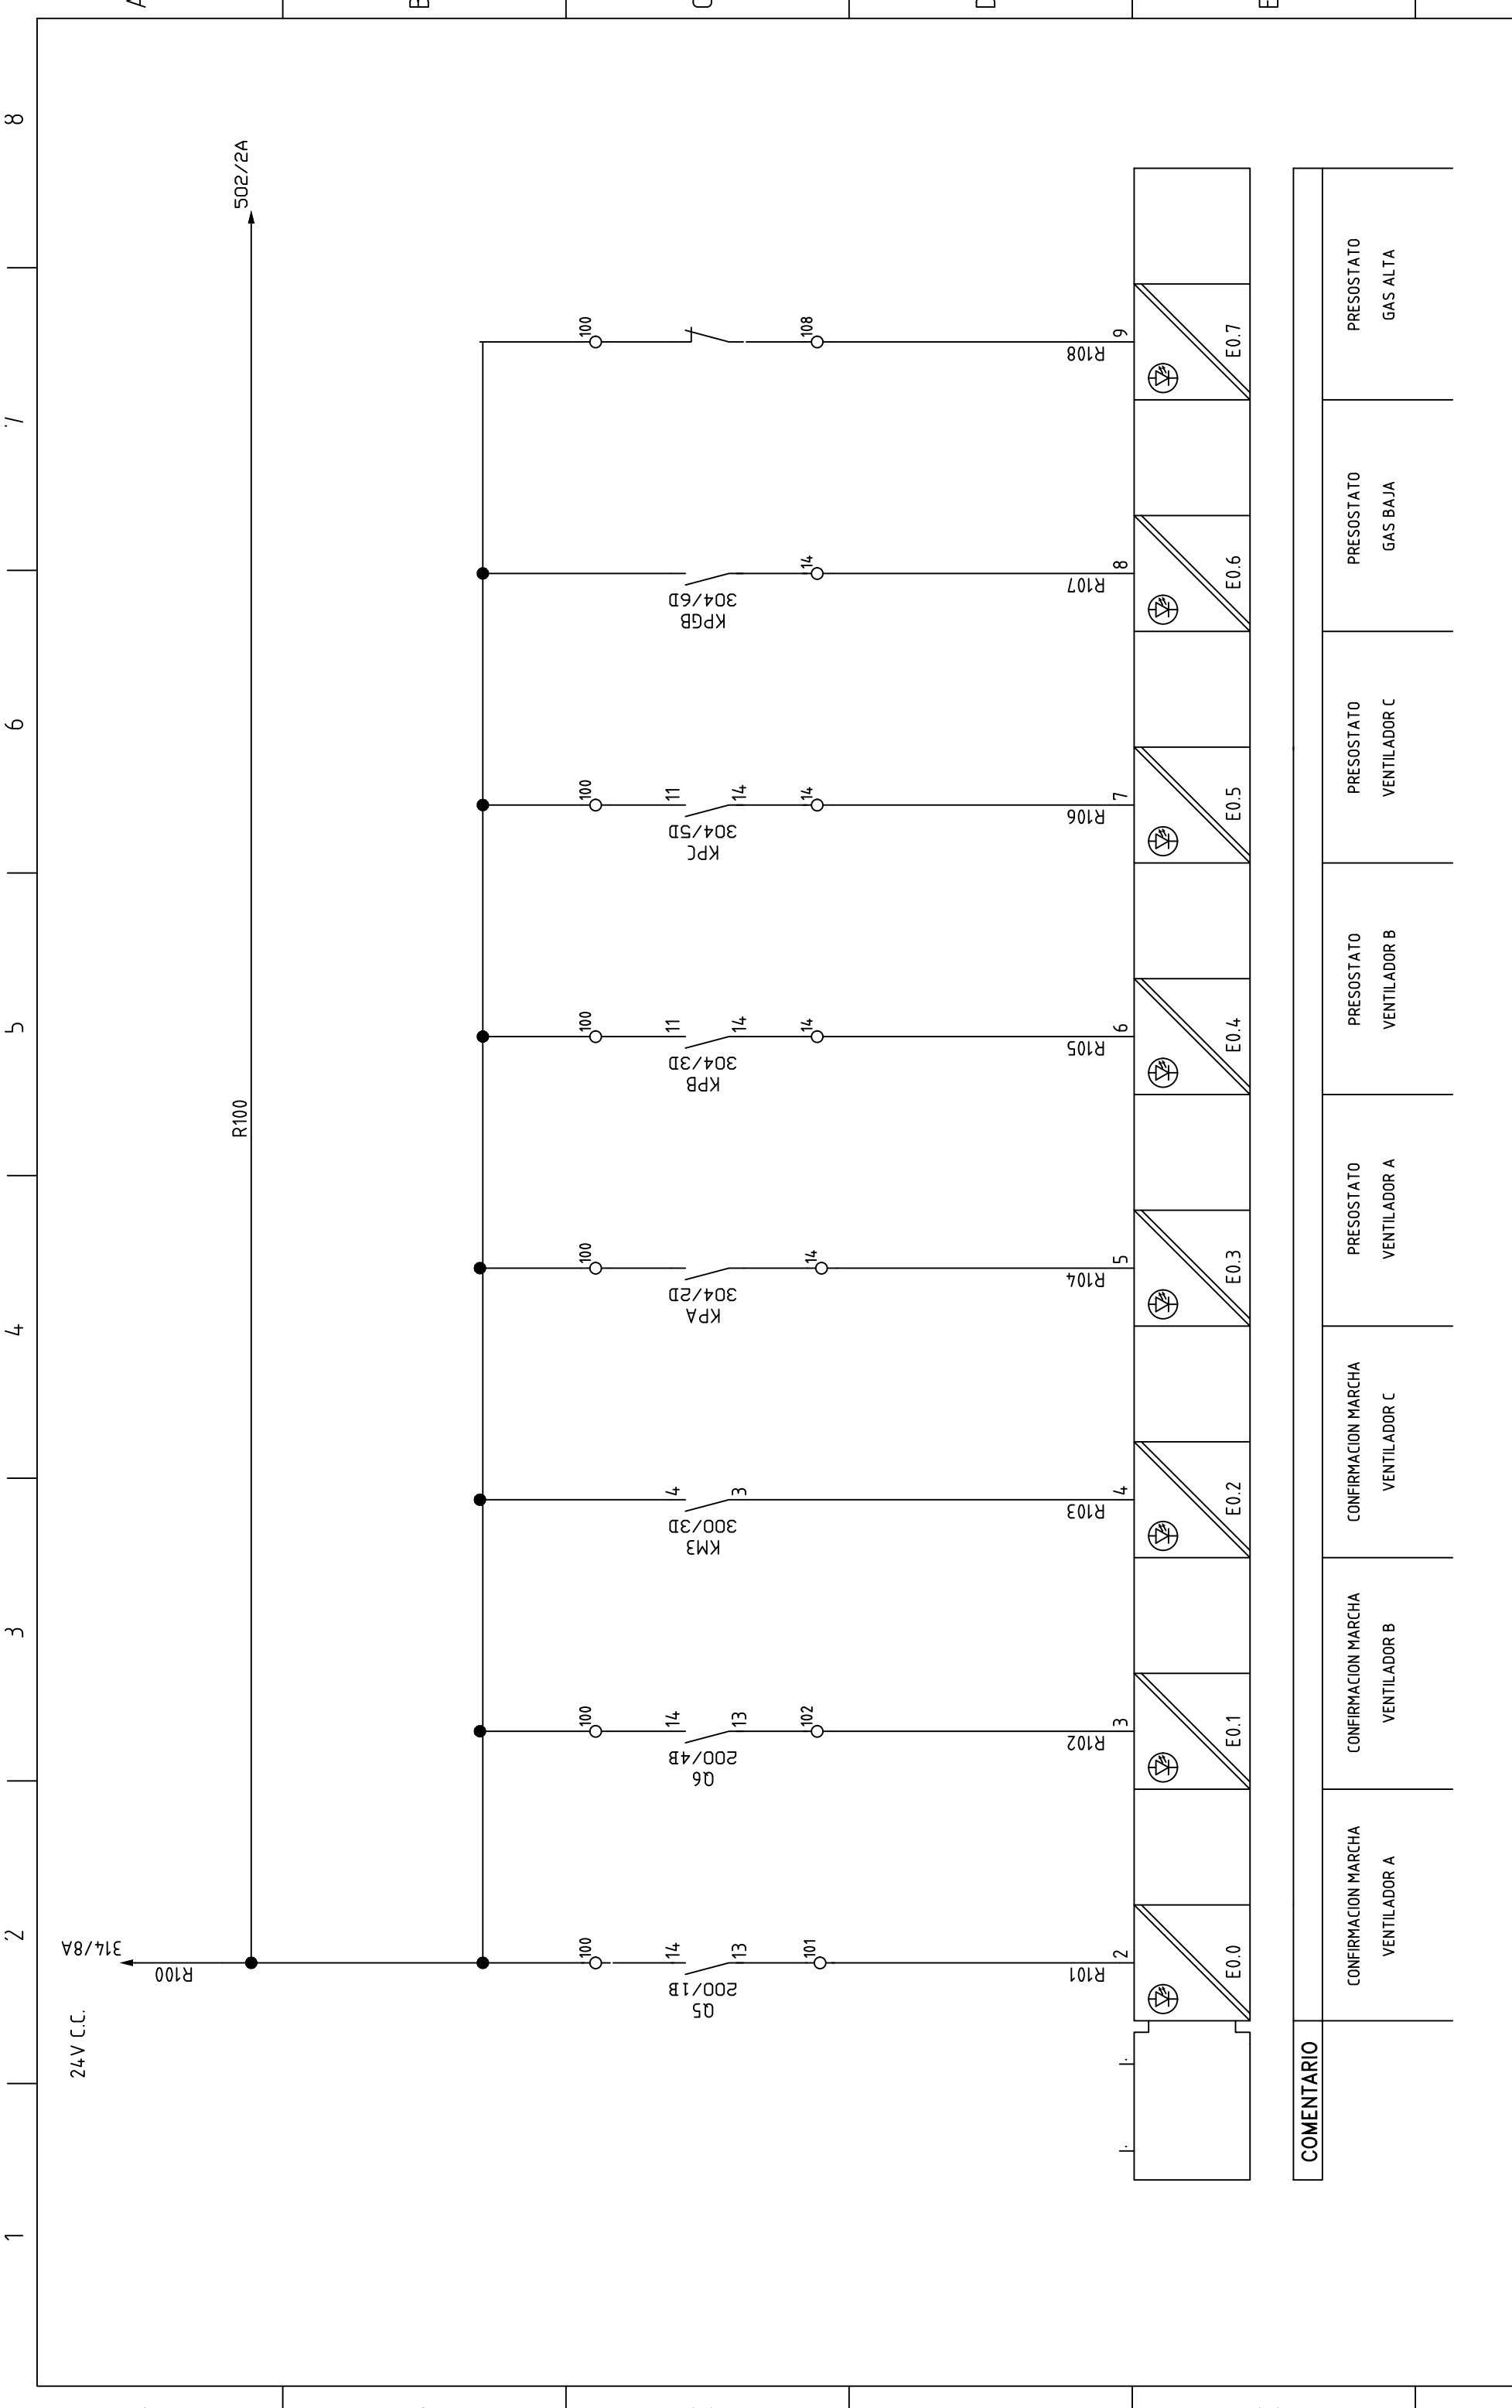 1
2
3
4
5
6
7
8
A
B
C
D
E
24V C.C.
314/8A
R100
R100
502/2A
100
14
Q5
200/1B
13
101
R101
2
E0.0
100
14
Q6
200/4B
13
102
R102
3
E0.1
4
KM3
300/3D
3
R103
4
E0.2
100
KPA
304/2D
14
R104
5
E0.3
100
11
KPB
304/3D
14
14
R105
6
E0.4
100
11
KPC
304/5D
14
14
R106
7
E0.5
KPGB
304/6D
14
R107
8
E0.6
100
108
R108
9
E0.7
COMENTARIO
CONFIRMACION MARCHA
VENTILADOR A
CONFIRMACION MARCHA
VENTILADOR B
CONFIRMACION MARCHA
VENTILADOR C
PRESOSTATO
VENTILADOR A
PRESOSTATO
VENTILADOR B
PRESOSTATO
VENTILADOR C
PRESOSTATO
GAS BAJA
PRESOSTATO
GAS ALTA